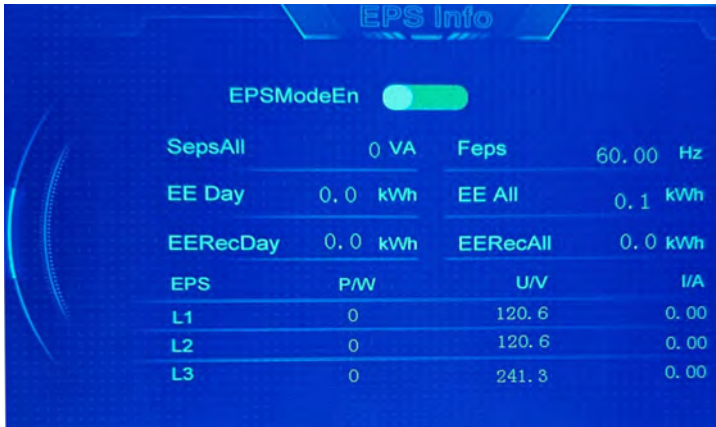 EPS Info
EPSModeEn
SepsAll 0 VA Feps 60.00 Hz
EE Day 0.0 kWh EE All 0.1 kWh
EERecDay 0.0 kWh EERecAll 0.0 kWh
EPS P/W U/V I/A
L1 0 120.6 0.00
L2 0 120.6 0.00
L3 0 241.3 0.00